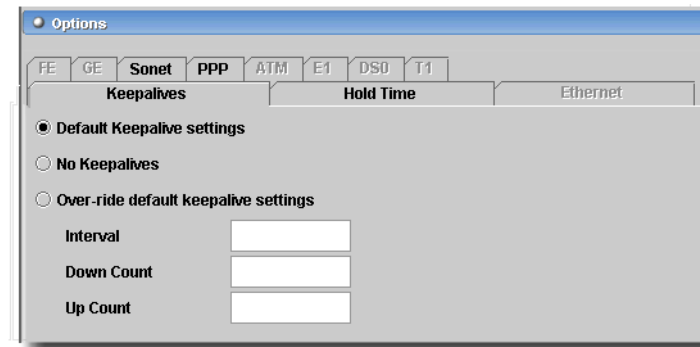 Options
FE GE Sonet PPP ATM E1 DS0 T1
Keepalives Hold Time Ethernet
Default Keepalive settings
No Keepalives
Over-ride default keepalive settings
Interval
Down Count
Up Count